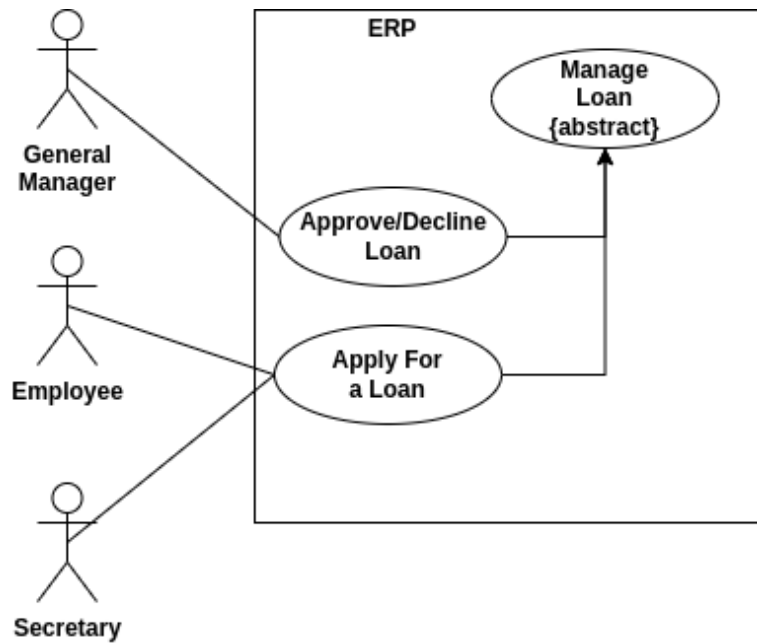 ERP
Manage
Loan
{abstract}
General
Manager
Approve/Decline
Loan
Employee
Apply For
a Loan
Secretary